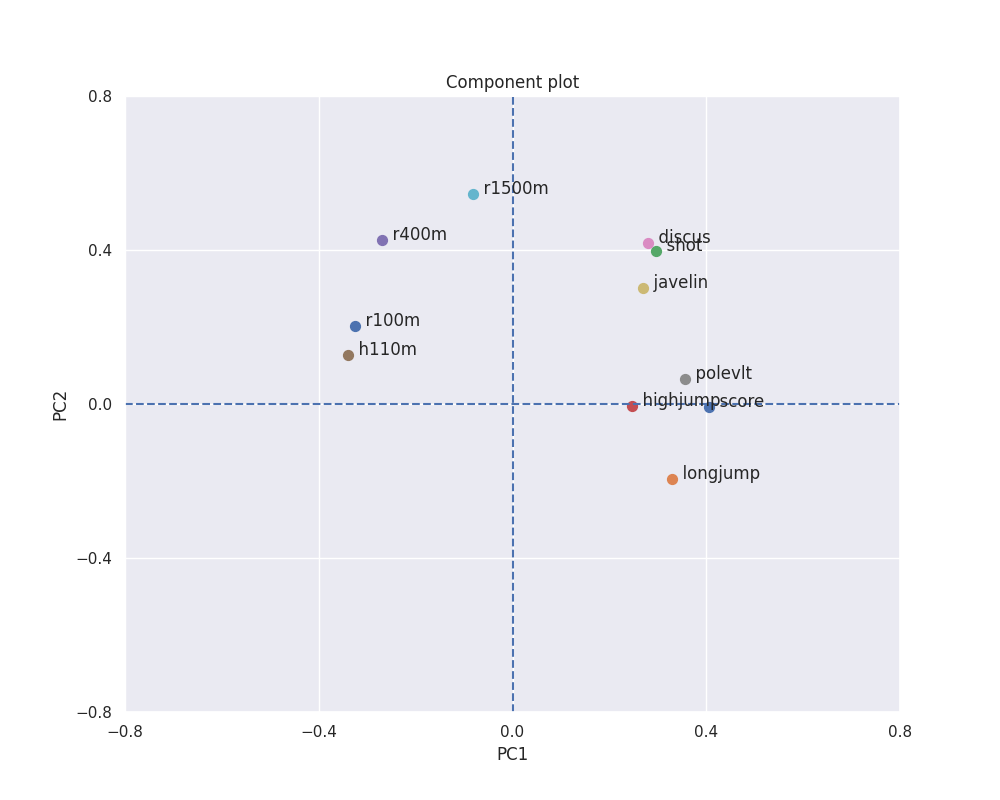 Component plot
0.8
r1500m
r400m
discus
0.4
shot
javelin
r100m
h110m
polevlt
0.0
highjump
score
PC2
longjump
−0.4
−0.8
−0.8
−0.4
0.0
0.4
0.8
PC1